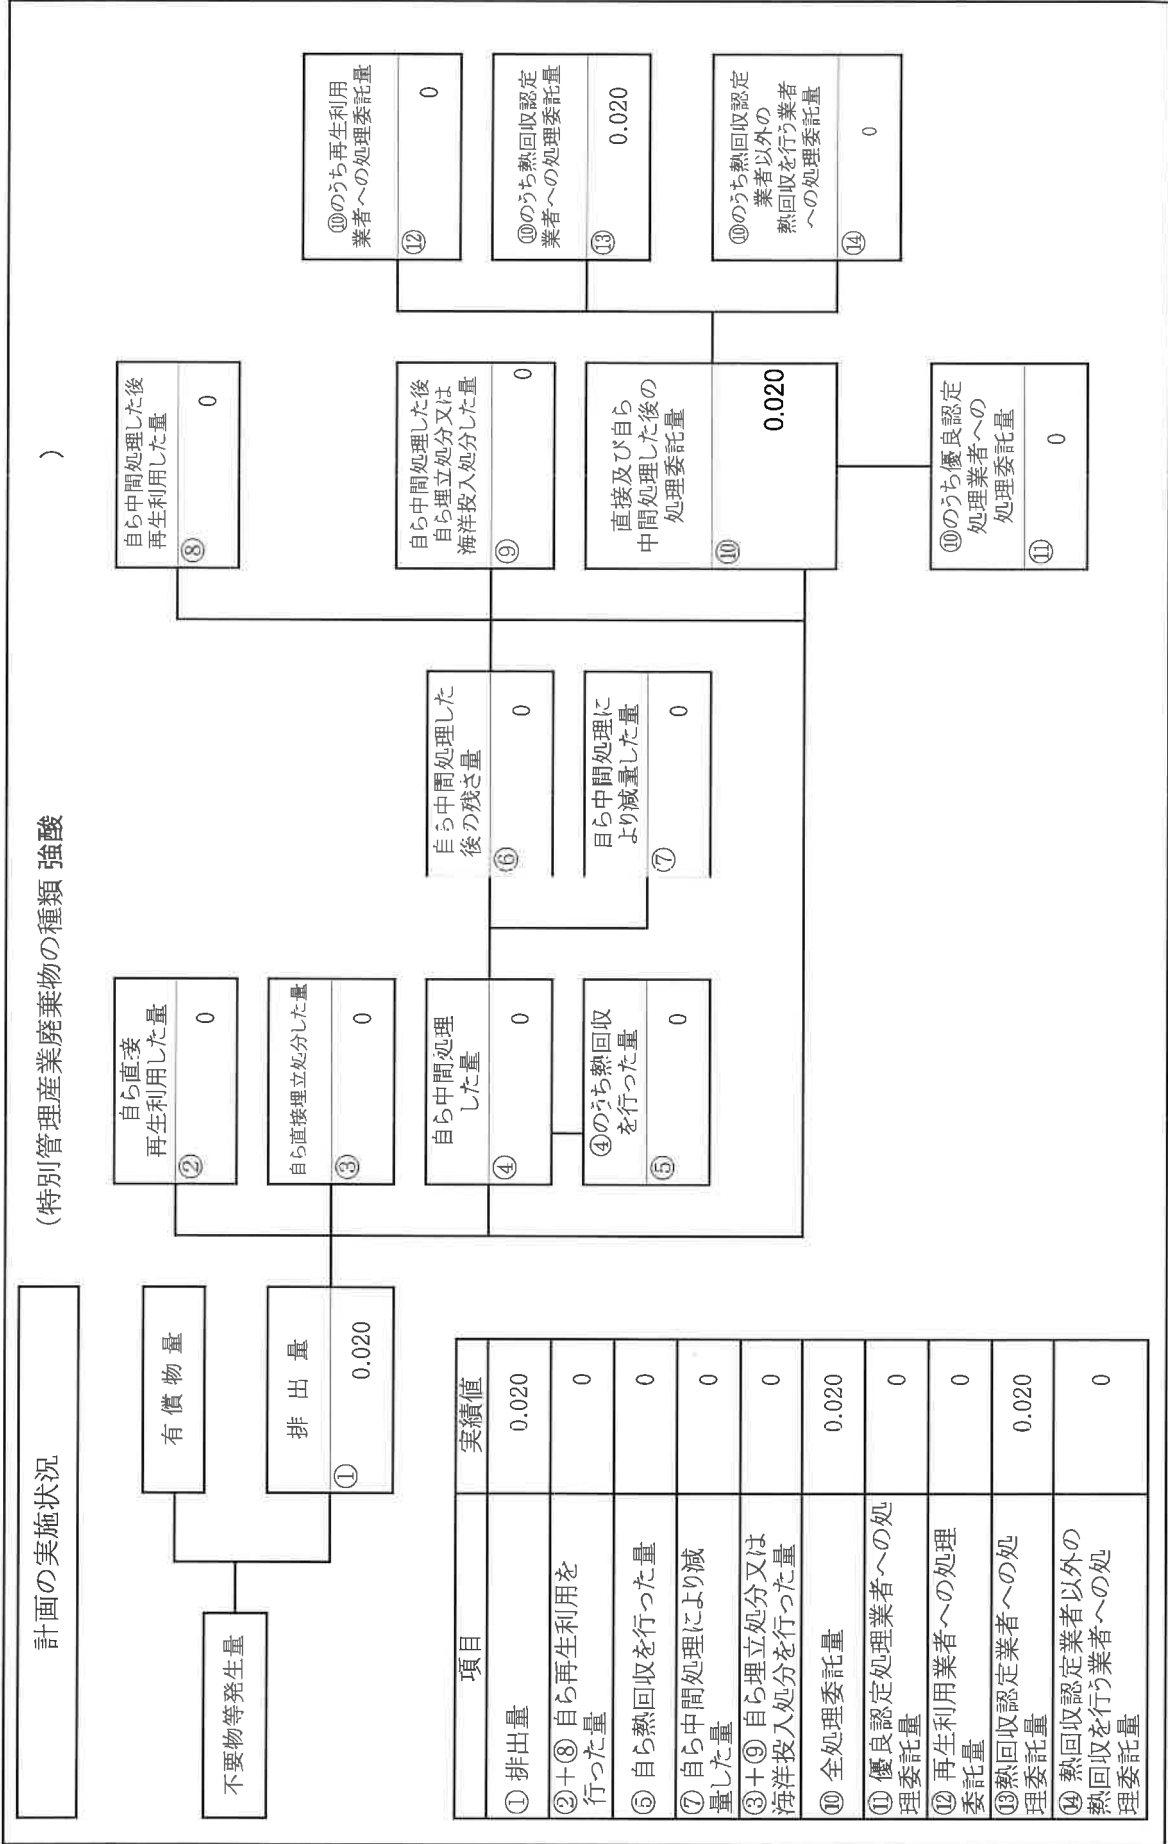 計画の実施状況
（特別管理産業廃棄物の種類 強酸
）
不要物等発生量
有償物量
排出量
①
0.020
自ら直接
再生利用した量
②
0
自ら直接埋立処分した量
③
0
自ら中間処理
した量
④
0
④のうち熱回収
を行った量
⑤
0
自ら中間処理した
後の残さ量
⑥
0
自ら中間処理に
より減量した量
⑦
0
自ら中間処理した後
再生利用した量
⑧
0
自ら中間処理した後
自ら埋立処分又は
海洋投入処分した量
⑨
0
直接及び自ら
中間処理した後の
処理委託量
⑩
0.020
⑩のうち優良認定
処理業者への
処理委託量
⑪
0
⑩のうち再生利用
業者への処理委託量
⑫
0
⑩のうち熱回収認定
業者への処理委託量
⑬
0.020
⑩のうち熱回収認定
業者以外の
熱回収を行う業者
への処理委託量
⑭
0
項目 実績値
① 排出量 0.020
②＋⑧ 自ら再生利用を
行った量 0
⑤ 自ら熱回収を行った量 0
⑦ 自ら中間処理により減
量した量 0
③＋⑨ 自ら埋立処分又は
海洋投入処分を行った量 0
⑩ 全処理委託量 0.020
⑪ 優良認定処理業者への処
理委託量 0
⑫ 再生利用業者への処理
委託量 0
⑬熱回収認定業者への処
理委託量 0.020
⑭ 熱回収認定業者以外の
熱回収を行う業者への処
理委託量 0